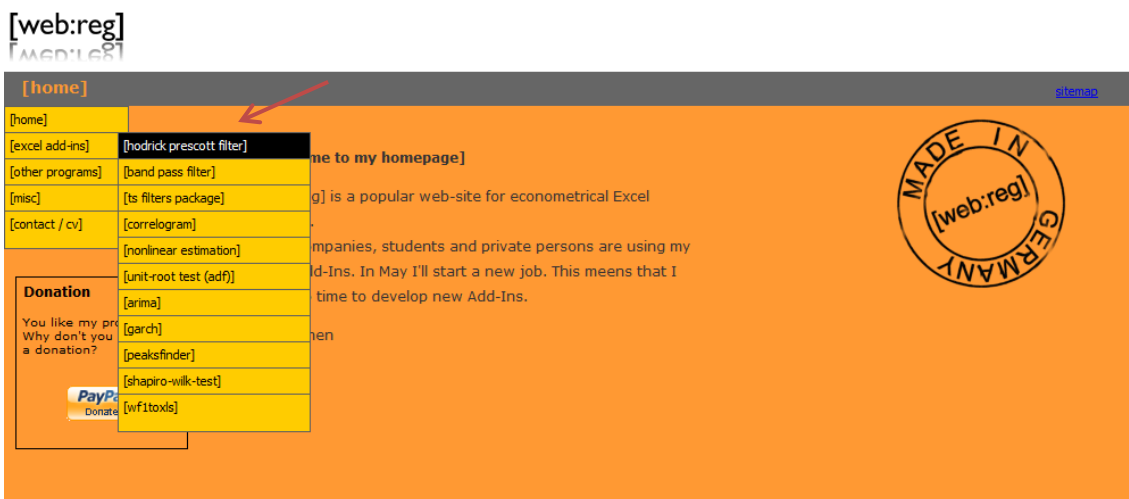 [web:reg]
[home]
sitemap
[home]
[excel add-ins]
[other programs]
[misc]
[contact / cv]
[hodrick prescott filter]
[band pass filter]
[ts filters package]
[correlogram]
[nonlinear estimation]
[unit-root test (adf)]
[arima]
[garch]
[peaksfinder]
[shapiro-wilk-test]
[wf1toxls]
me to my homepage]
g] is a popular web-site for econometrical Excel
mpanies, students and private persons are using my
d-Ins. In May I'll start a new job. This meens that I
time to develop new Add-Ins.
Donation
You like my pro
Why don't you
a donation?
PayPa
Donate
MADE IN
[web:reg]
GERMANY